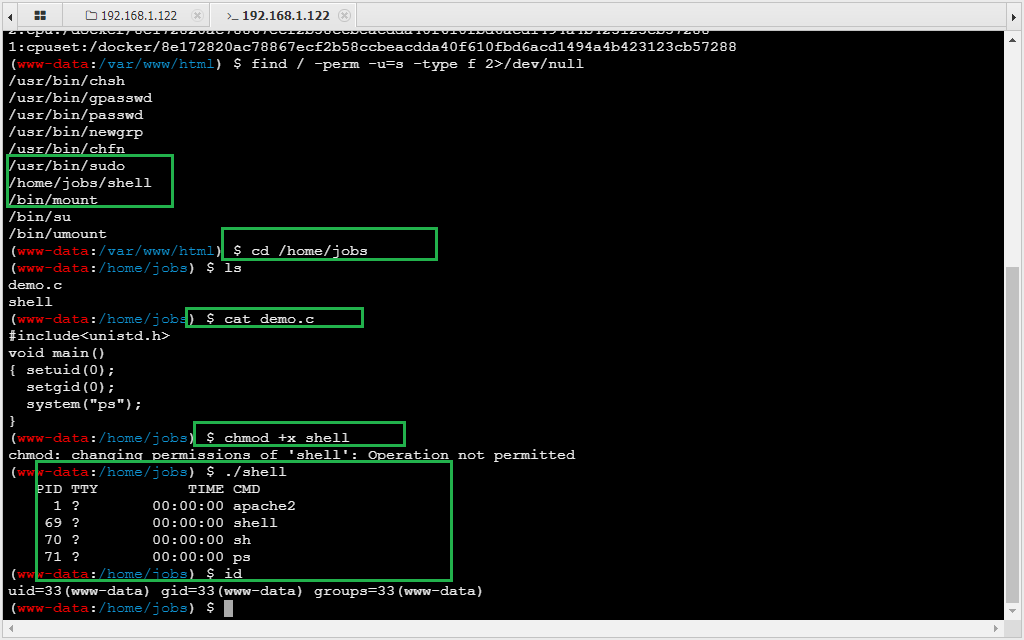 192.168.1.122
192.168.1.122
1:cpuset:/docker/8e172820ac78867ecf2b58ccbeacdda40f610fbd6acd1494a4b423123cb57288
(www-data:/var/www/html) $ find / -perm -u=s -type f 2>/dev/null
/usr/bin/chsh
/usr/bin/gpasswd
/usr/bin/passwd
/usr/bin/newgrp
/usr/bin/chfn
/usr/bin/sudo
/home/jobs/shell
/bin/mount
/bin/su
/bin/umount
(www-data:/var/www/html) $ cd /home/jobs
(www-data:/home/jobs) $ ls
demo.c
shell
(www-data:/home/jobs) $ cat demo.c
#include<unistd.h>
void main()
{ setuid(0);
  setgid(0);
  system("ps");
}
(www-data:/home/jobs) $ chmod +x shell
chmod: changing permissions of 'shell': Operation not permitted
(www-data:/home/jobs) $ ./shell
   PID TTY          TIME CMD
     1 ?        00:00:00 apache2
    69 ?        00:00:00 shell
    70 ?        00:00:00 sh
    71 ?        00:00:00 ps
(www-data:/home/jobs) $ id
uid=33(www-data) gid=33(www-data) groups=33(www-data)
(www-data:/home/jobs) $